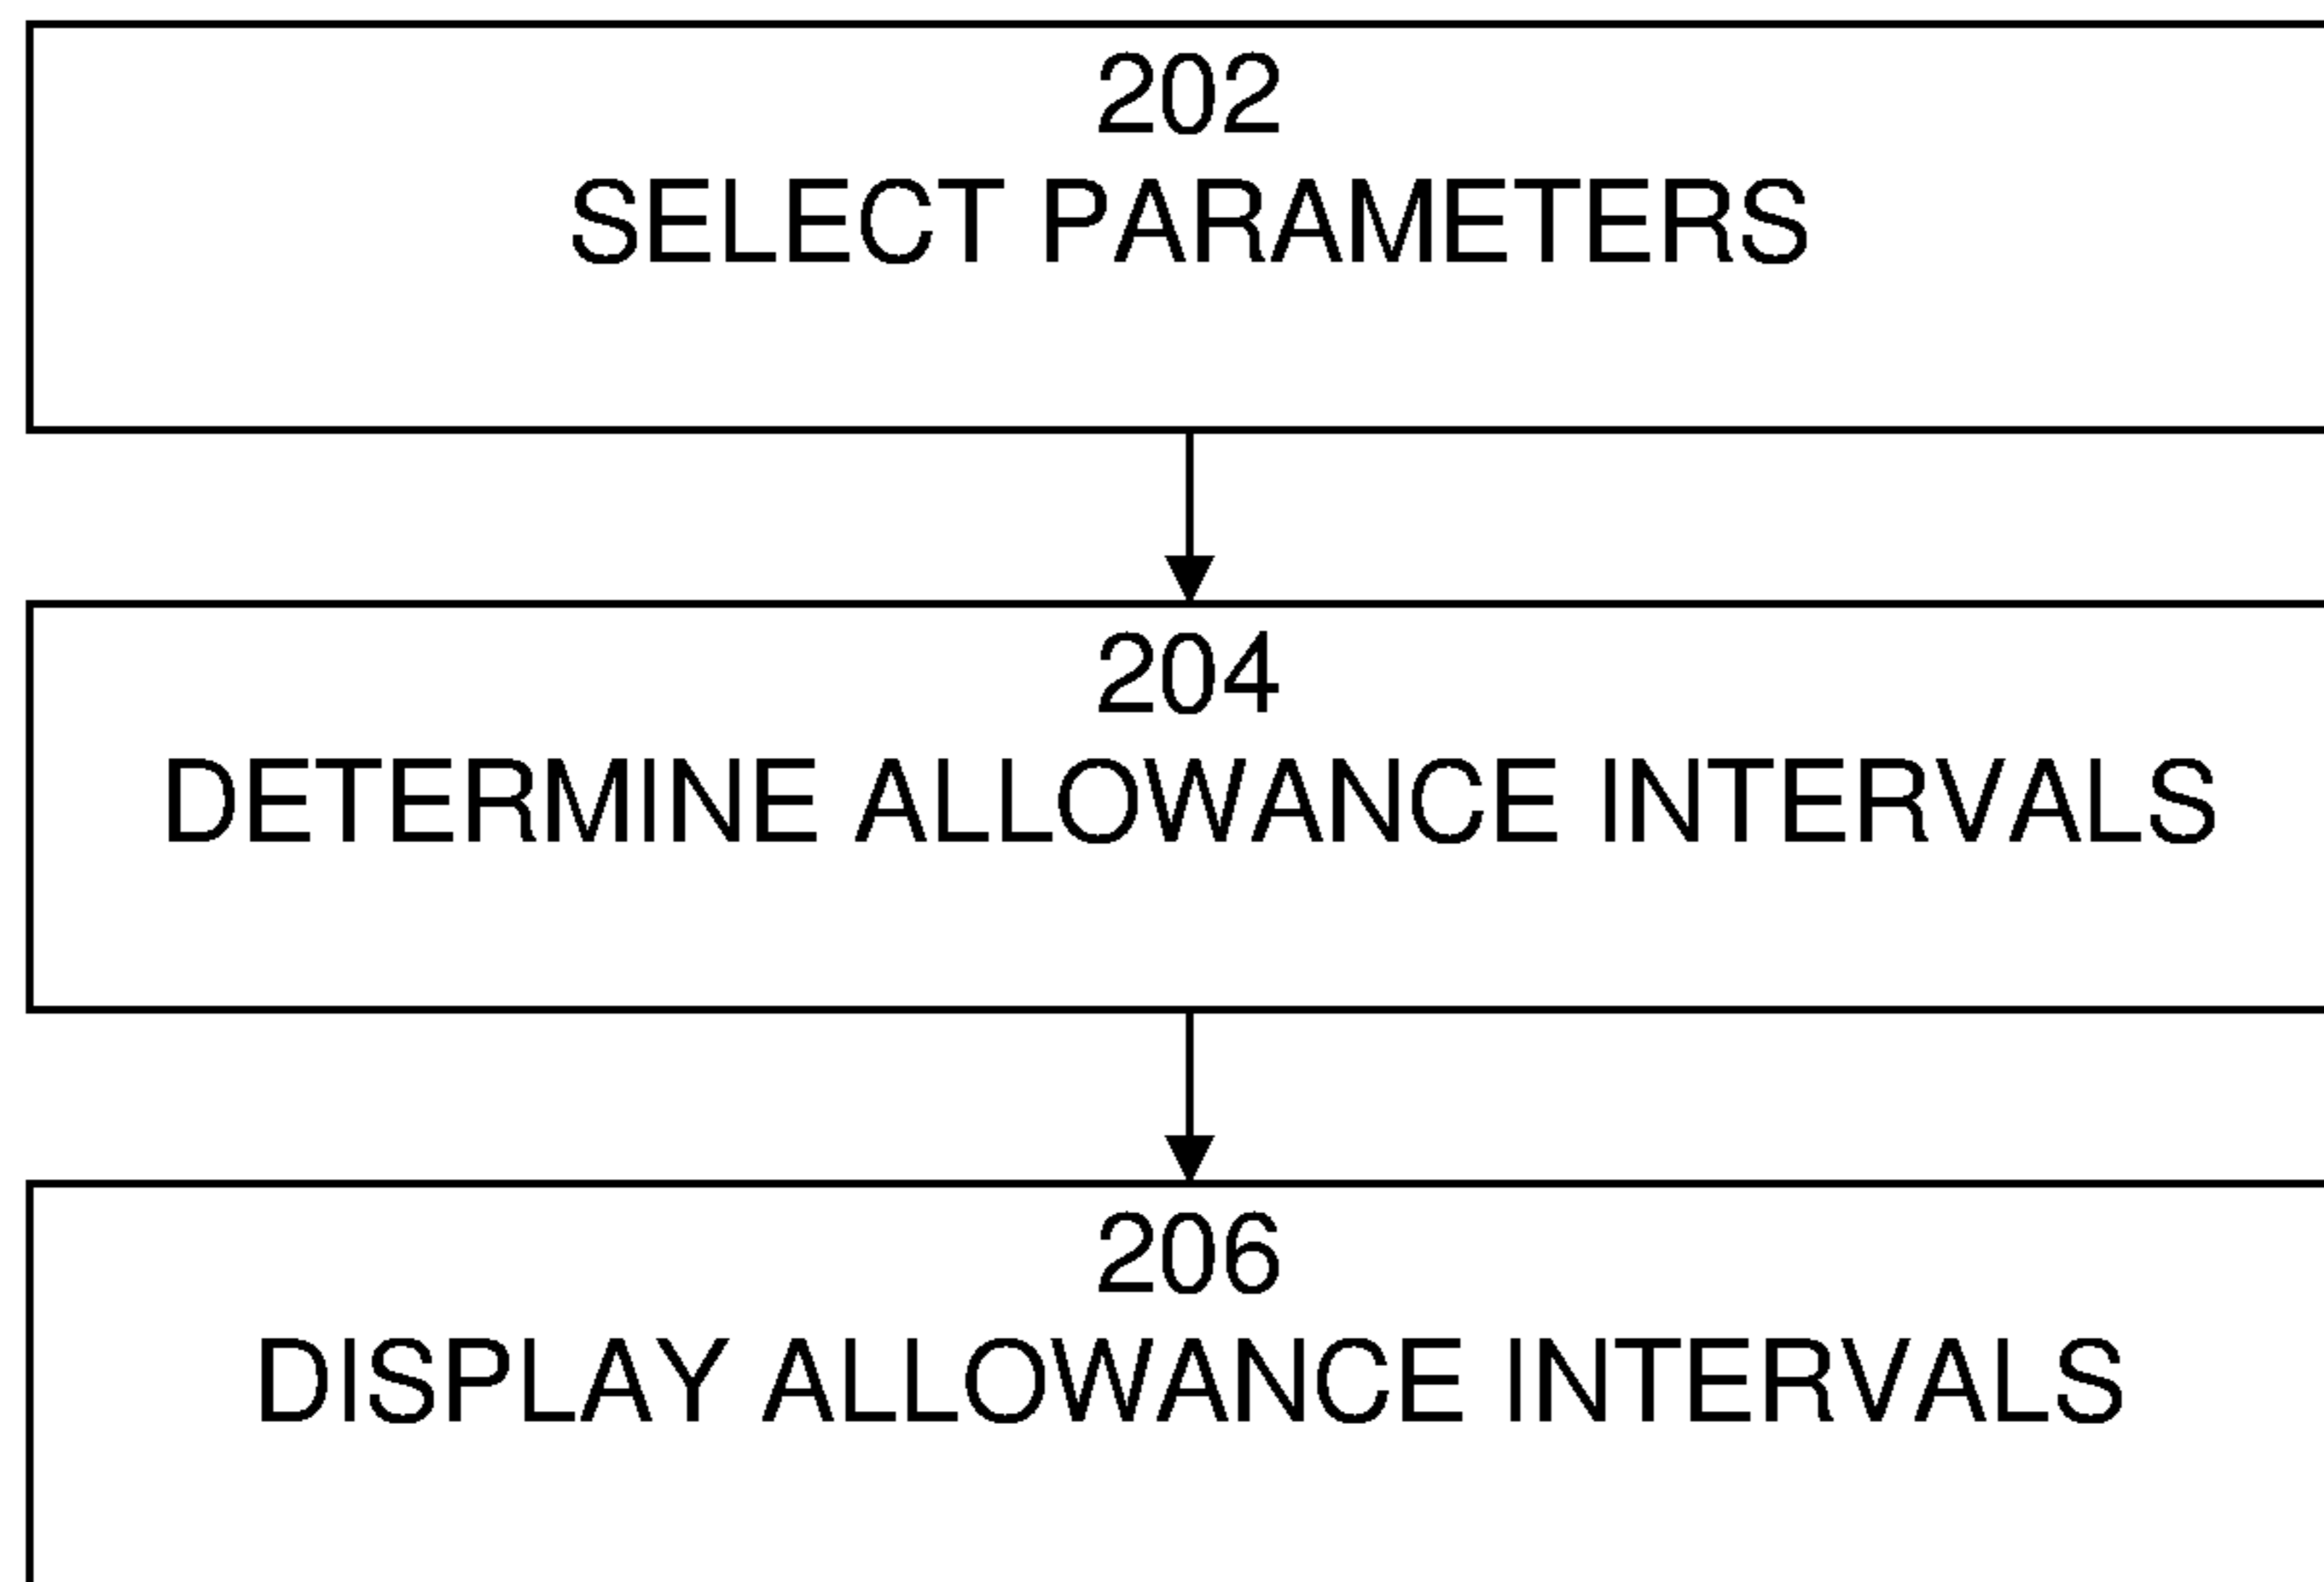 202
SELECT PARAMETERS
204
DETERMINE ALLOWANCE INTERVALS
206
DISPLAY ALLOWANCE INTERVALS